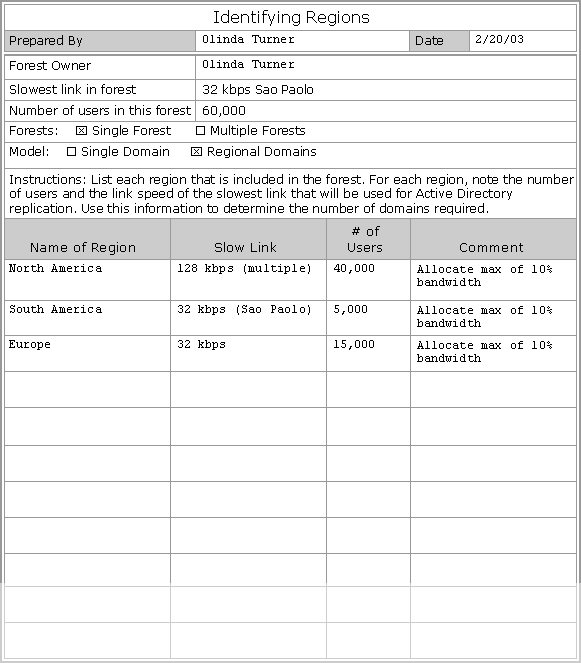 Identifying Regions
Prepared By Olinda Turner Date 2/20/03
Forest Owner Olinda Turner
Slowest link in forest 32 kbps Sao Paolo
Number of users in this forest 60,000
Forests: ☒ Single Forest ☐ Multiple Forests
Model: ☐ Single Domain ☒ Regional Domains
Instructions: List each region that is included in the forest. For each region, note the number
of users and the link speed of the slowest link that will be used for Active Directory
replication. Use this information to determine the number of domains required.
Name of Region Slow Link # of Users Comment
North America 128 kbps (multiple) 40,000 Allocate max of 10%
bandwidth
South America 32 kbps (Sao Paolo) 5,000 Allocate max of 10%
bandwidth
Europe 32 kbps 15,000 Allocate max of 10%
bandwidth